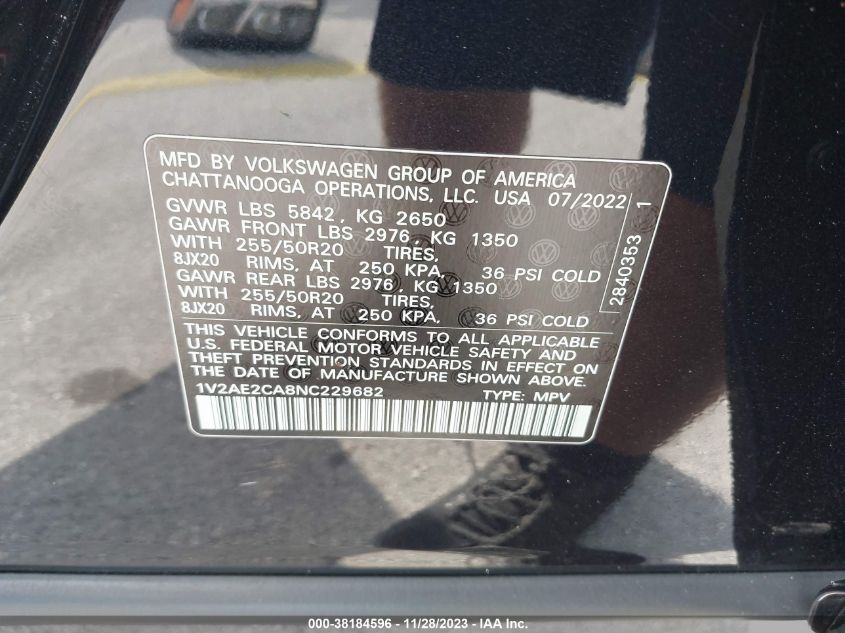 MFD BY VOLKSWAGEN GROUP OF AMERICA
CHATTANOOGA OPERATIONS, LLC. USA 07/2022
GVWR LBS 5842, KG 2650
GAWR FRONT LBS 2976, KG 1350
WITH 255/50R20 TIRES,
8JX20 RIMS, AT 250 KPA, 36 PSI COLD
GAWR REAR LBS 2976, KG 1350
WITH 255/50R20 TIRES,
8JX20 RIMS, AT 250 KPA, 36 PSI COLD
2840353 1
THIS VEHICLE CONFORMS TO ALL APPLICABLE
U.S. FEDERAL MOTOR VEHICLE SAFETY AND
THEFT PREVENTION STANDARDS IN EFFECT ON
THE DATE OF MANUFACTURE SHOWN ABOVE.
1V2AE2CA8NC229682 TYPE: MPV
000-38184596 - 11/28/2023 - IAA Inc.